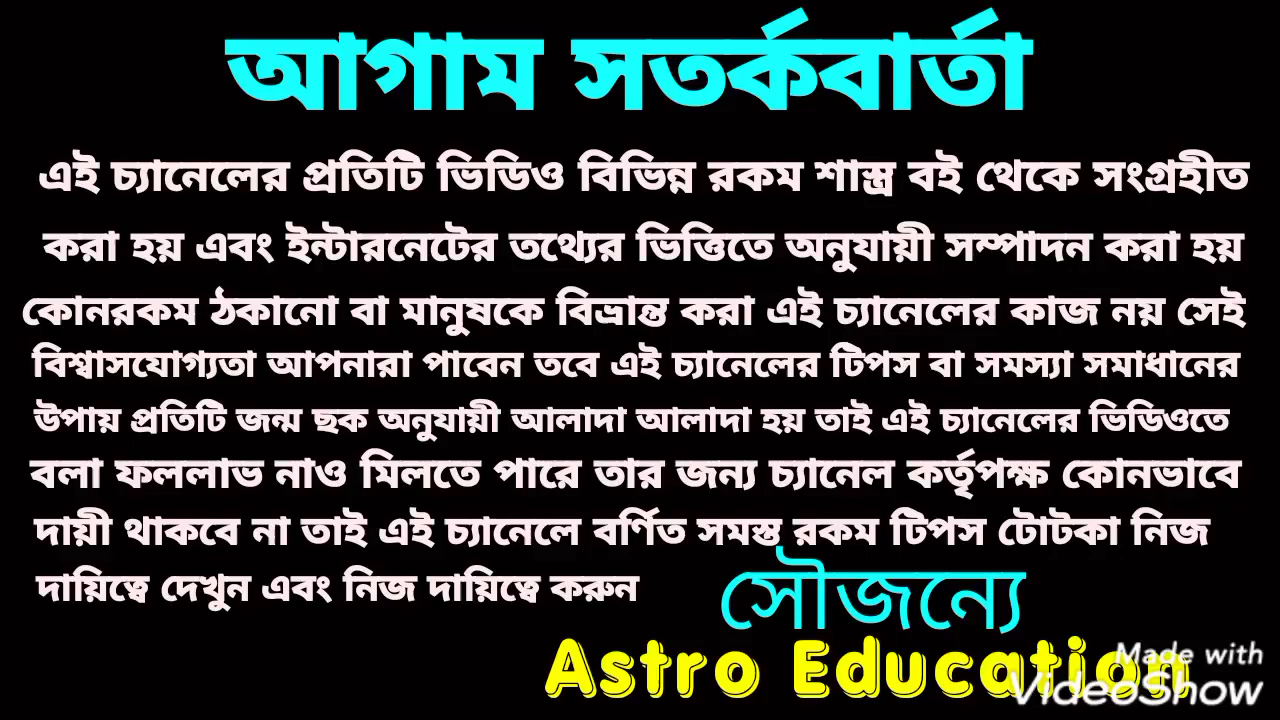 আগাম সতর্কবার্তা
এই চ্যানেলের প্রতিটি ভিডিও বিভিন্ন রকম শাস্ত্র বই থেকে সংগ্রহীত
করা হয় এবং ইন্টারনেটের তথ্যের ভিত্তিতে অনুযায়ী সম্পাদন করা হয়
কোনরকম ঠকানো বা মানুষকে বিভ্রান্ত করা এই চ্যানেলের কাজ নয় সেই
বিশ্বাসযোগ্যতা আপনারা পাবেন তবে এই চ্যানেলের টিপস বা সমস্যা সমাধানের
উপায় প্রতিটি জন্ম ছক অনুযায়ী আলাদা আলাদা হয় তাই এই চ্যানেলের ভিডিওতে
বলা ফললাভ নাও মিলতে পারে তার জন্য চ্যানেল কর্তৃপক্ষ কোনভাবে
দায়ী থাকবে না তাই এই চ্যানেলে বর্ণিত সমস্ত রকম টিপস টোটকা নিজ
দায়িত্বে দেখুন এবং নিজ দায়িত্বে করুন
সৌজন্যে
Astro Education
Made with
VideoShow